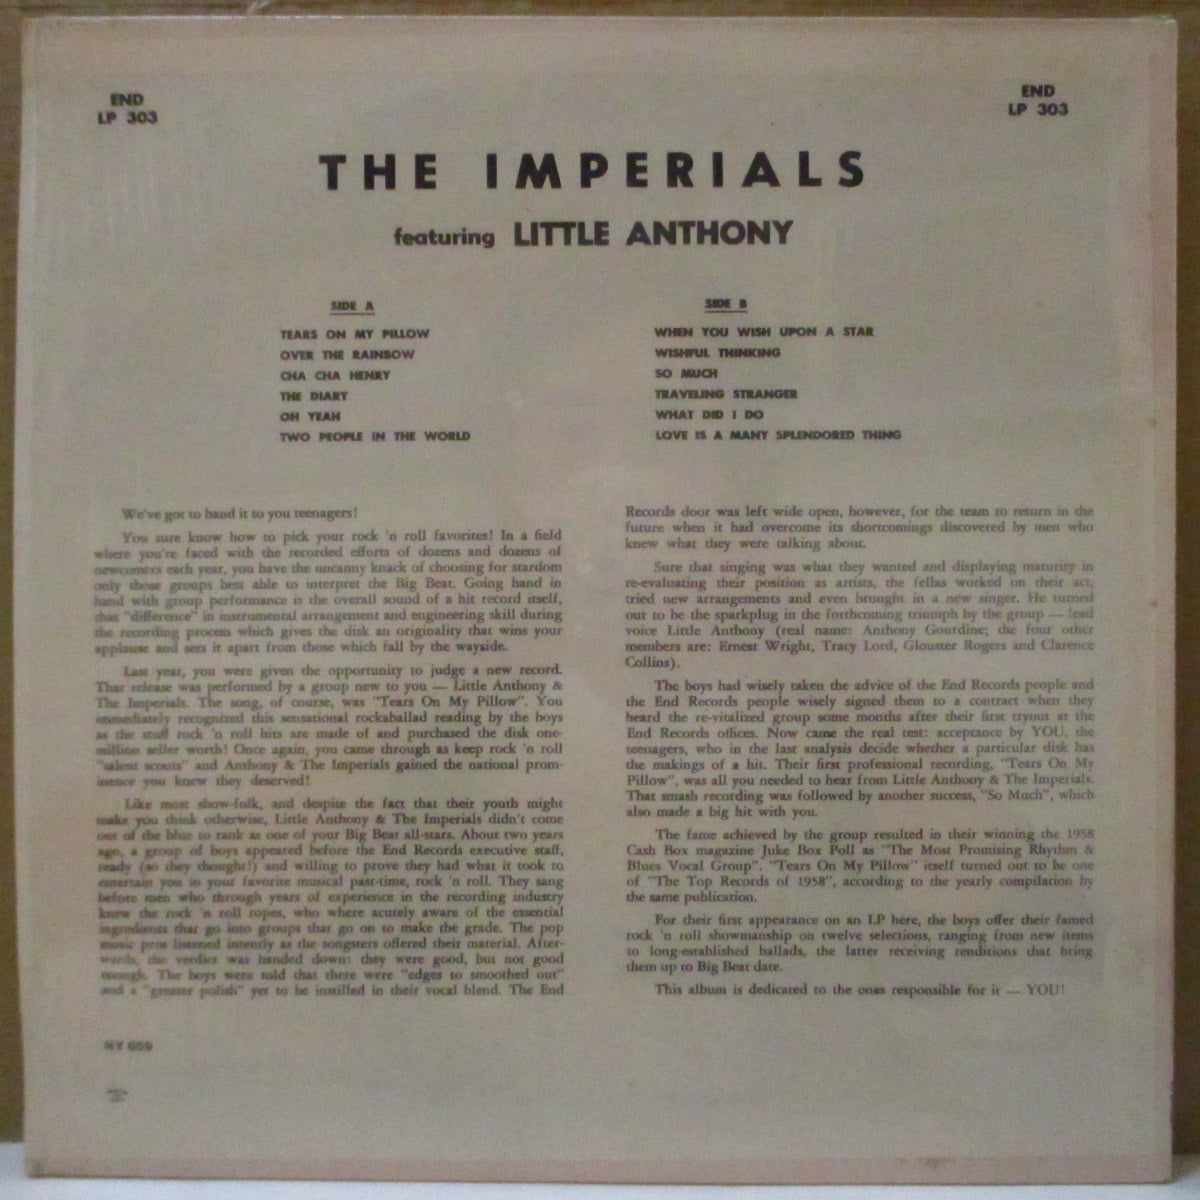 END
LP 303
END
LP 303
THE IMPERIALS
featuring LITTLE ANTHONY
SIDE A
TEARS ON MY PILLOW
OVER THE RAINBOW
CHA CHA HENRY
THE DIARY
OH YEAH
TWO PEOPLE IN THE WORLD
SIDE B
WHEN YOU WISH UPON A STAR
WISHFUL THINKING
SO MUCH
TRAVELING STRANGER
WHAT DID I DO
LOVE IS A MANY SPLENDORED THING
We've got to hand it to you teenagers!
You sure know how to pick your rock 'n roll favorites! In a field
where you're faced with the recorded efforts of dozens and dozens of
newcomers each year, you have the uncanny knack of choosing for stardom
only those groups best able to interpret the Big Beat. Going hand in
hand with group performance is the overall sound of a hit record itself,
that "difference" in instrumental arrangement and engineering skill during
the recording process which gives the disk an originality that wins your
applause and sets it apart from those which fall by the wayside.
Last year, you were given the opportunity to judge a new record.
That release was performed by a group new to you — Little Anthony &
The Imperials. The song, of course, was "Tears On My Pillow". You
immediately recognized this sensational rockaballad reading by the boys
as the stuff rock 'n roll hits are made of and purchased the disk one-
million seller worth! Once again, you came through as keep rock 'n roll
"talent scouts" and Anthony & The Imperials gained the national prom-
inence you knew they deserved!
Like most show-folk, and despite the fact that their youth might
make you think otherwise, Little Anthony & The Imperials didn't come
out of the blue to rank as one of your Big Beat all-stars. About two years
ago, a group of boys appeared before the End Records executive staff,
ready (so they thought!) and willing to prove they had what it took to
entertain you in your favorite musical past-time, rock 'n roll. They sang
before men who through years of experience in the recording industry
knew the rock 'n roll ropes, who where acutely aware of the essential
ingredients that go into groups that go on to make the grade. The pop
music pros listened intently as the songsters offered their material. After-
wards, the verdict was handed down: they were good, but not good
enough. The boys were told that there were "edges to smoothed out"
and a "greater polish" yet to be instilled in their vocal blend. The End
Records door was left wide open, however, for the team to return in the
future when it had overcome its shortcomings discovered by men who
knew what they were talking about.
Sure that singing was what they wanted and displaying maturity in
re-evaluating their position as artists, the fellas worked on their act,
tried new arrangements and even brought in a new singer. He turned
out to be the sparkplug in the forthcoming triumph by the group — lead
voice Little Anthony (real name: Anthony Gourdine; the four other
members are: Ernest Wright, Tracy Lord, Glouster Rogers and Clarence
Collins).
The boys had wisely taken the advice of the End Records people and
the End Records people wisely signed them to a contract when they
heard the re-vitalized group some months after their first tryout at the
End Records offices. Now came the real test: acceptance by YOU, the
teenagers, who in the last analysis decide whether a particular disk has
the makings of a hit. Their first professional recording, "Tears On My
Pillow", was all you needed to hear from Little Anthony & The Imperials.
That smash recording was followed by another success, "So Much", which
also made a big hit with you.
The fame achieved by the group resulted in their winning the 1958
Cash Box magazine Juke Box Poll as "The Most Promising Rhythm &
Blues Vocal Group". "Tears On My Pillow" itself turned out to be one
of "The Top Records of 1958", according to the yearly compilation by
the same publication.
For their first appearance on an LP here, the boys offer their famed
rock 'n roll showmanship on twelve selections, ranging from new items
to long-established ballads, the latter receiving renditions that bring
them up to Big Beat date.
This album is dedicated to the ones responsible for it — YOU!